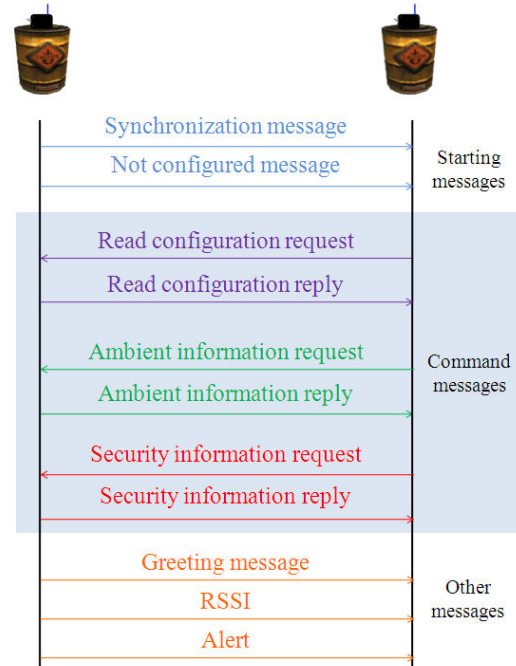 Synchronization message
Not configured message
Starting
messages
Read configuration request
Read configuration reply
Ambient information request
Ambient information reply
Command
messages
Security information request
Security information reply
Greeting message
RSSI
Alert
Other
messages